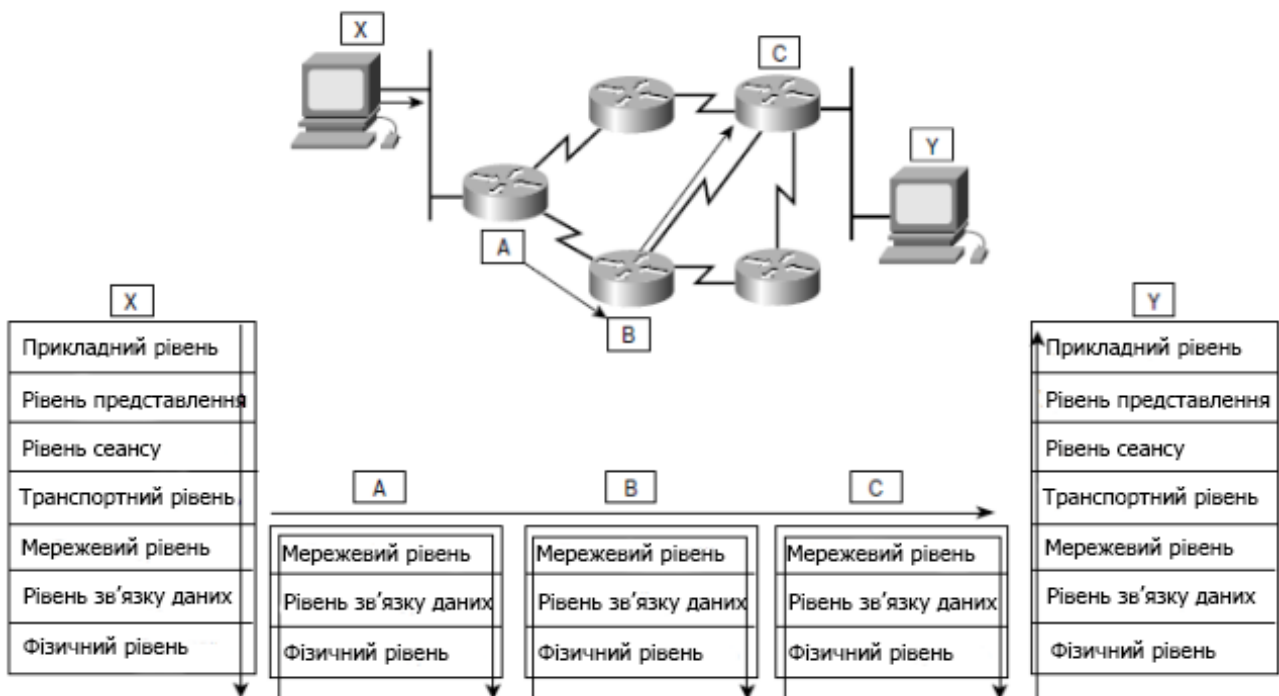 X
C
Y
A
B
X
Прикладний рівень
Рівень представлення
Рівень сеансу
Транспортний рівень
Мережевий рівень
Рівень зв’язку даних
Фізичний рівень
A
Мережевий рівень
Рівень зв’язку даних
Фізичний рівень
B
Мережевий рівень
Рівень зв’язку даних
Фізичний рівень
C
Мережевий рівень
Рівень зв’язку даних
Фізичний рівень
Y
Прикладний рівень
Рівень представлення
Рівень сеансу
Транспортний рівень
Мережевий рівень
Рівень зв’язку даних
Фізичний рівень